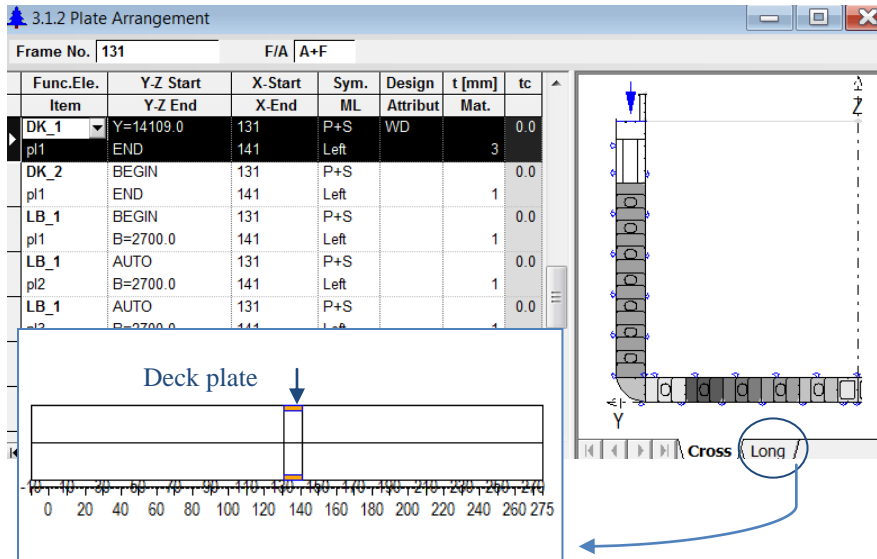 3.1.2 Plate Arrangement
Frame No. 131 F/A A+F
Func.Ele. Y-Z Start X-Start Sym. Design t [mm] tc
Item Y-Z End X-End ML Attribut Mat.
DK_1 Y=14109.0 131 P+S WD 0.0
pl1 END 141 Left 3
DK_2 BEGIN 131 P+S 0.0
pl1 END 141 Left 1
LB_1 BEGIN 131 P+S 0.0
pl1 B=2700.0 141 Left 1
LB_1 AUTO 131 P+S 0.0
pl2 B=2700.0 141 Left 1
LB_1 AUTO 131 P+S 0.0
Z
Y
Cross Long
Deck plate
0 20 40 60 80 100 120 140 160 180 200 220 240 260 275